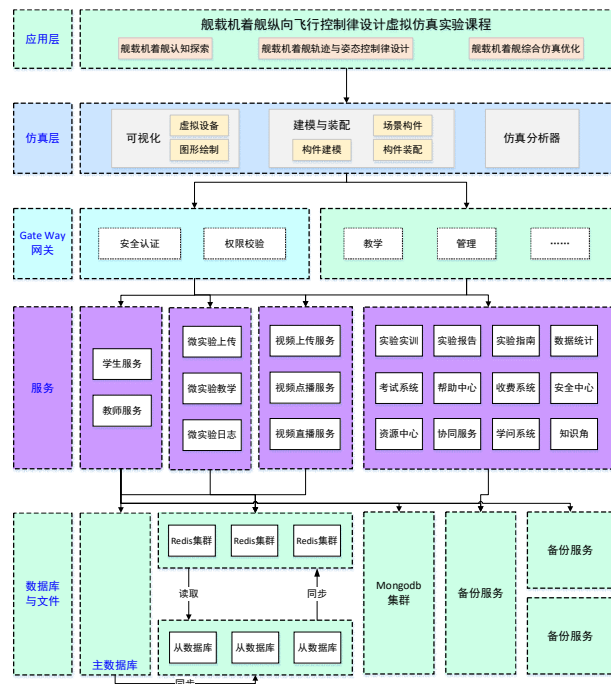 舰载机着舰纵向飞行控制律设计虚拟仿真实验课程
应用层
舰载机着舰认知探索
舰载机着舰轨迹与姿态控制律设计
舰载机着舰综合仿真优化
仿真层
可视化
虚拟设备
图形绘制
建模与装配
场景构件
构件建模
构件装配
仿真分析器
Gate Way
网关
安全认证
权限校验
教学
管理
......
服务
学生服务
教师服务
微实验上传
微实验教学
微实验日志
视频上传服务
视频点播服务
视频直播服务
实验实训
实验报告
实验指南
数据统计
考试系统
帮助中心
收费系统
安全中心
资源中心
协同服务
学问系统
知识角
数据库
与文件
主数据库
Redis集群
Redis集群
Redis集群
读取
同步
从数据库
从数据库
从数据库
同步
Mongodb
集群
备份服务
备份服务
备份服务